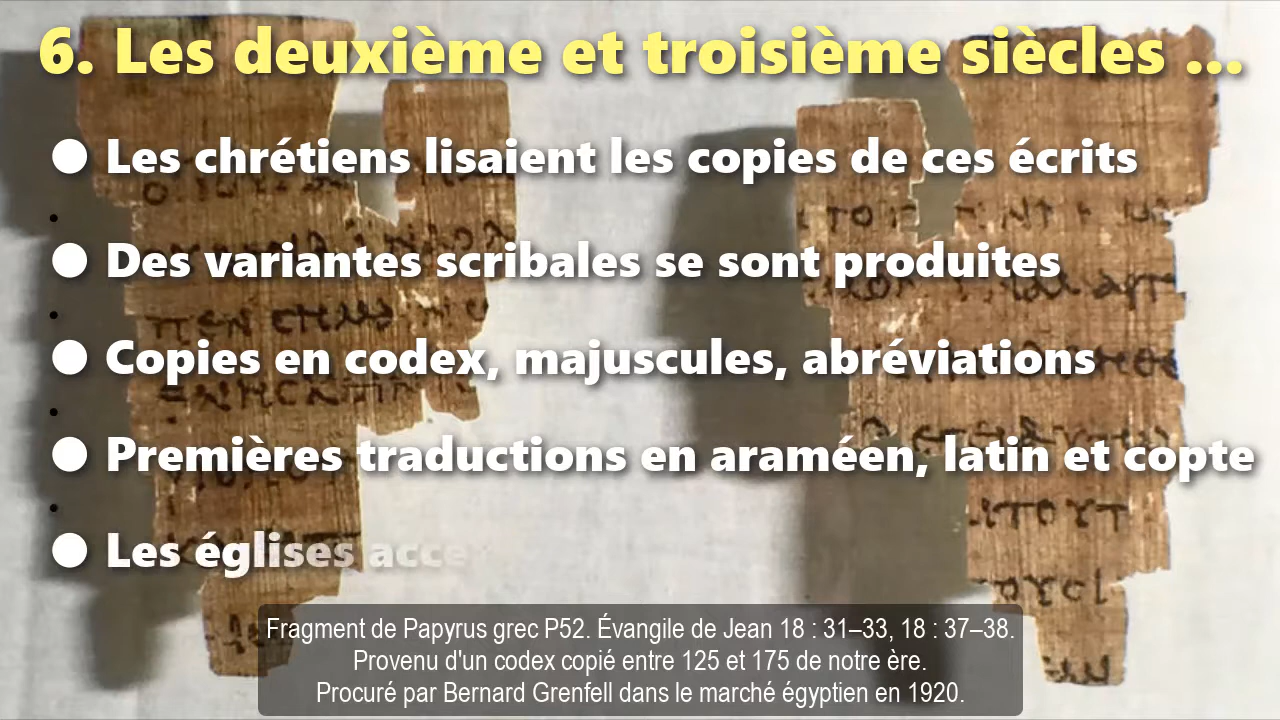 6. Les deuxième et troisième siècles ...
● Les chrétiens lisaient les copies de ces écrits
● Des variantes scribales se sont produites
● Copies en codex, majuscules, abréviations
● Premières traductions en araméen, latin et copte
● Les églises acce
Fragment de Papyrus grec P52. Évangile de Jean 18 : 31–33, 18 : 37–38.
Provenu d'un codex copié entre 125 et 175 de notre ère.
Procuré par Bernard Grenfell dans le marché égyptien en 1920.